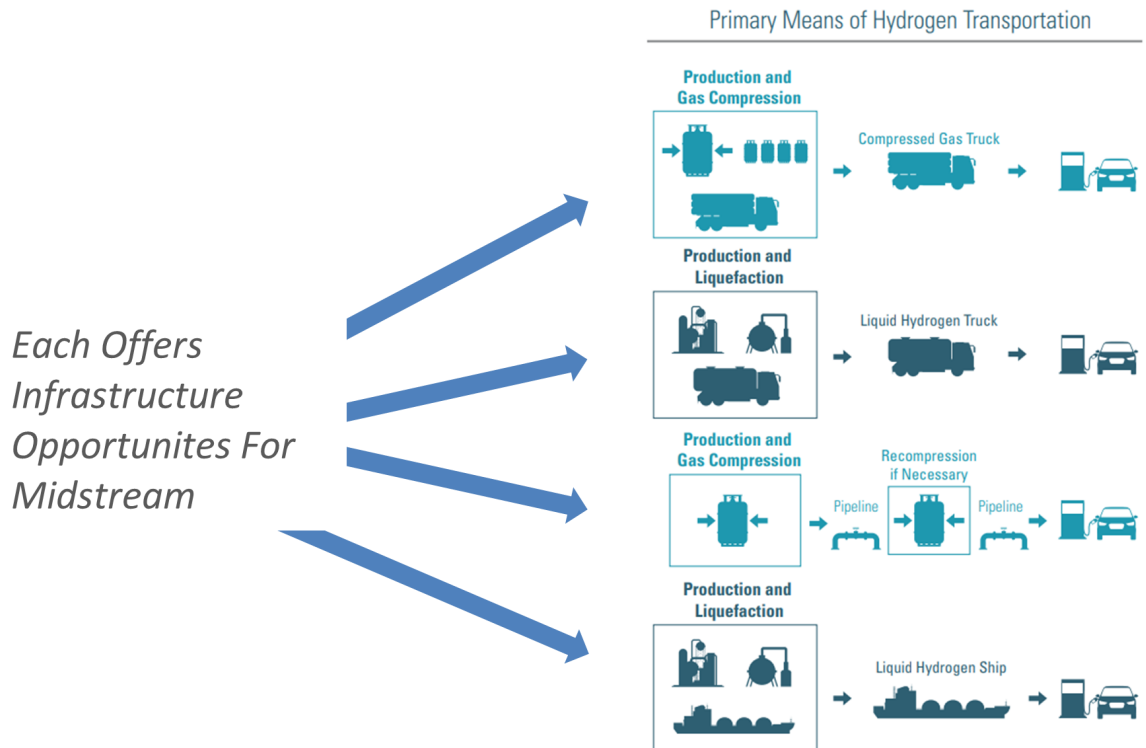 Primary Means of Hydrogen Transportation
Each Offers
Infrastructure
Opportunites For
Midstream
Production and
Gas Compression
Compressed Gas Truck
Production and
Liquefaction
Liquid Hydrogen Truck
Production and
Gas Compression
Pipeline
Recompression
if Necessary
Pipeline
Production and
Liquefaction
Liquid Hydrogen Ship